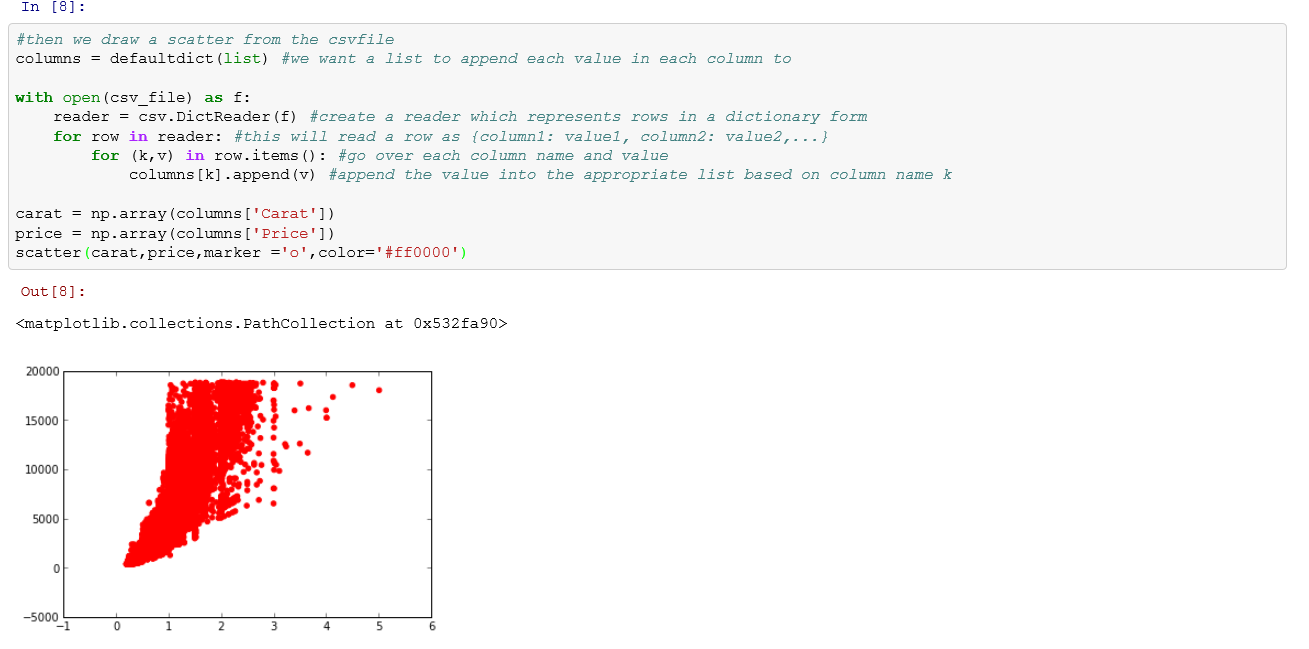 In [8]:
#then we draw a scatter from the csvfile
columns = defaultdict(list) #we want a list to append each value in each column to
with open(csv_file) as f:
    reader = csv.DictReader(f) #create a reader which represents rows in a dictionary form
    for row in reader: #this will read a row as {column1: value1, column2: value2,...}
        for (k,v) in row.items(): #go over each column name and value
            columns[k].append(v) #append the value into the appropriate list based on column name k
carat = np.array(columns['Carat'])
price = np.array(columns['Price'])
scatter(carat,price,marker ='o',color='#ff0000')
Out[8]:
<matplotlib.collections.PathCollection at 0x532fa90>
20000
15000
10000
5000
0
−5000
−1 0 1 2 3 4 5 6